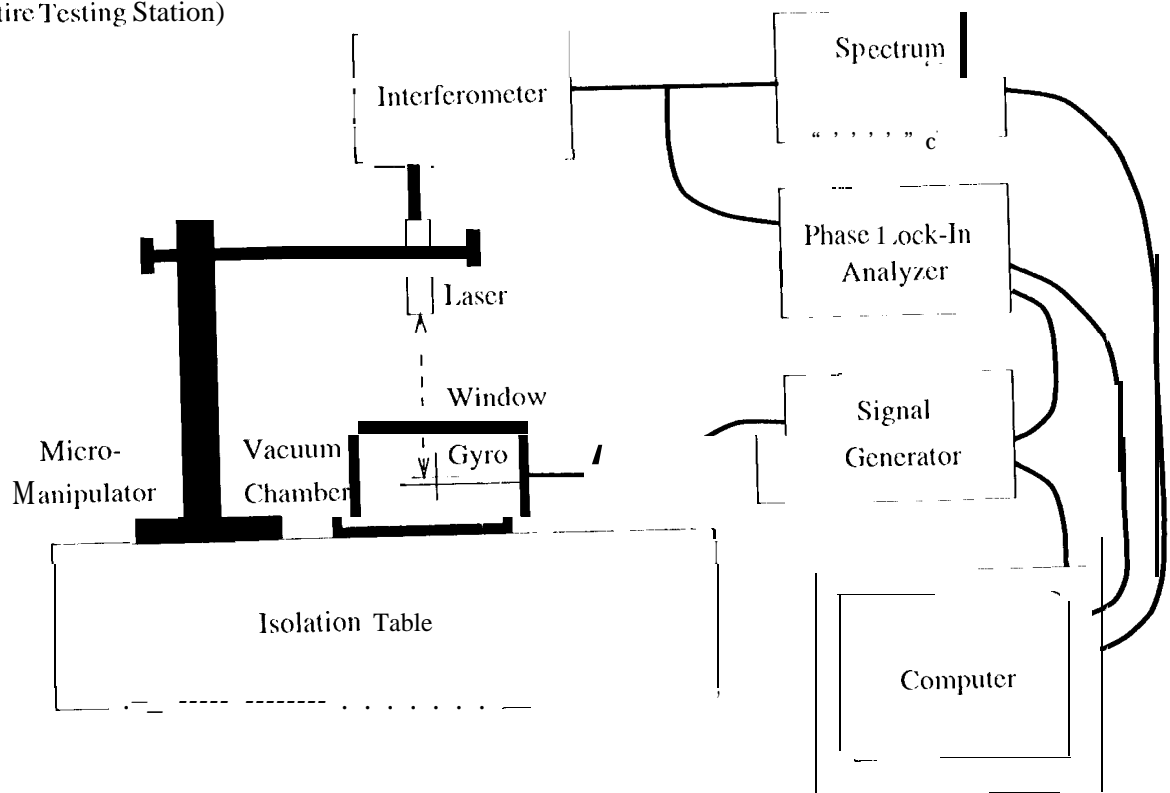 tire Testing Station)
Spectrum
Interferometer
Phase Lock-In
Analyzer
Laser
Window
Signal
Generator
Micro-
Manipulator
Vacuum
Chamber
Gyro
Isolation Table
Computer